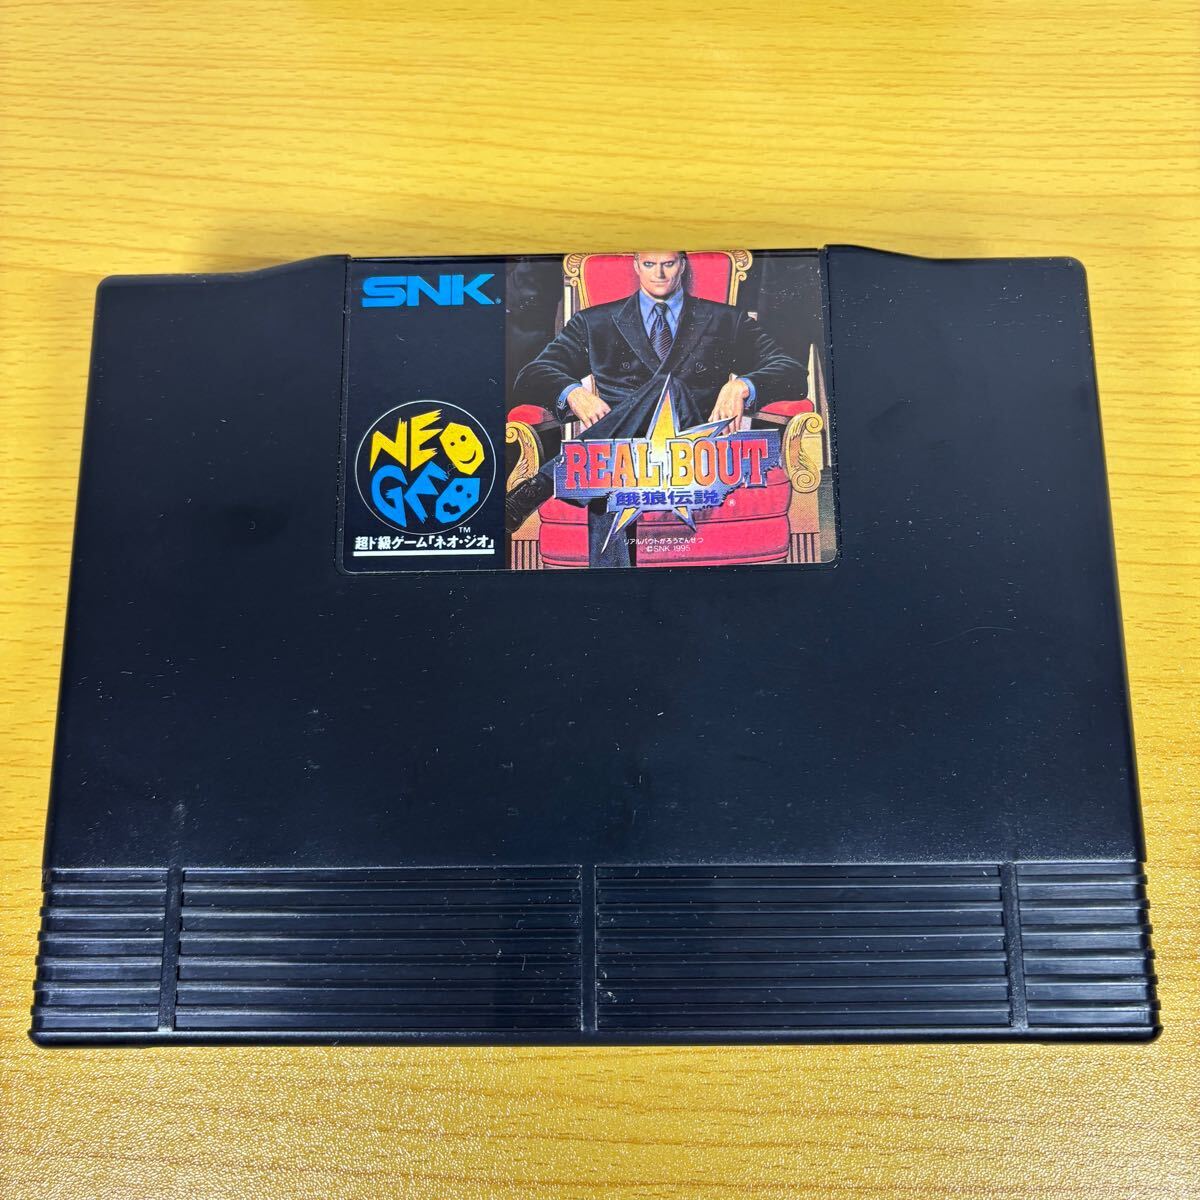 SNK®
NEO
GEO
TM
超ド級ゲーム「ネオ・ジオ」
REAL BOUT
餓狼伝説®
リアルバウトがろうでんせつ
©SNK 1995